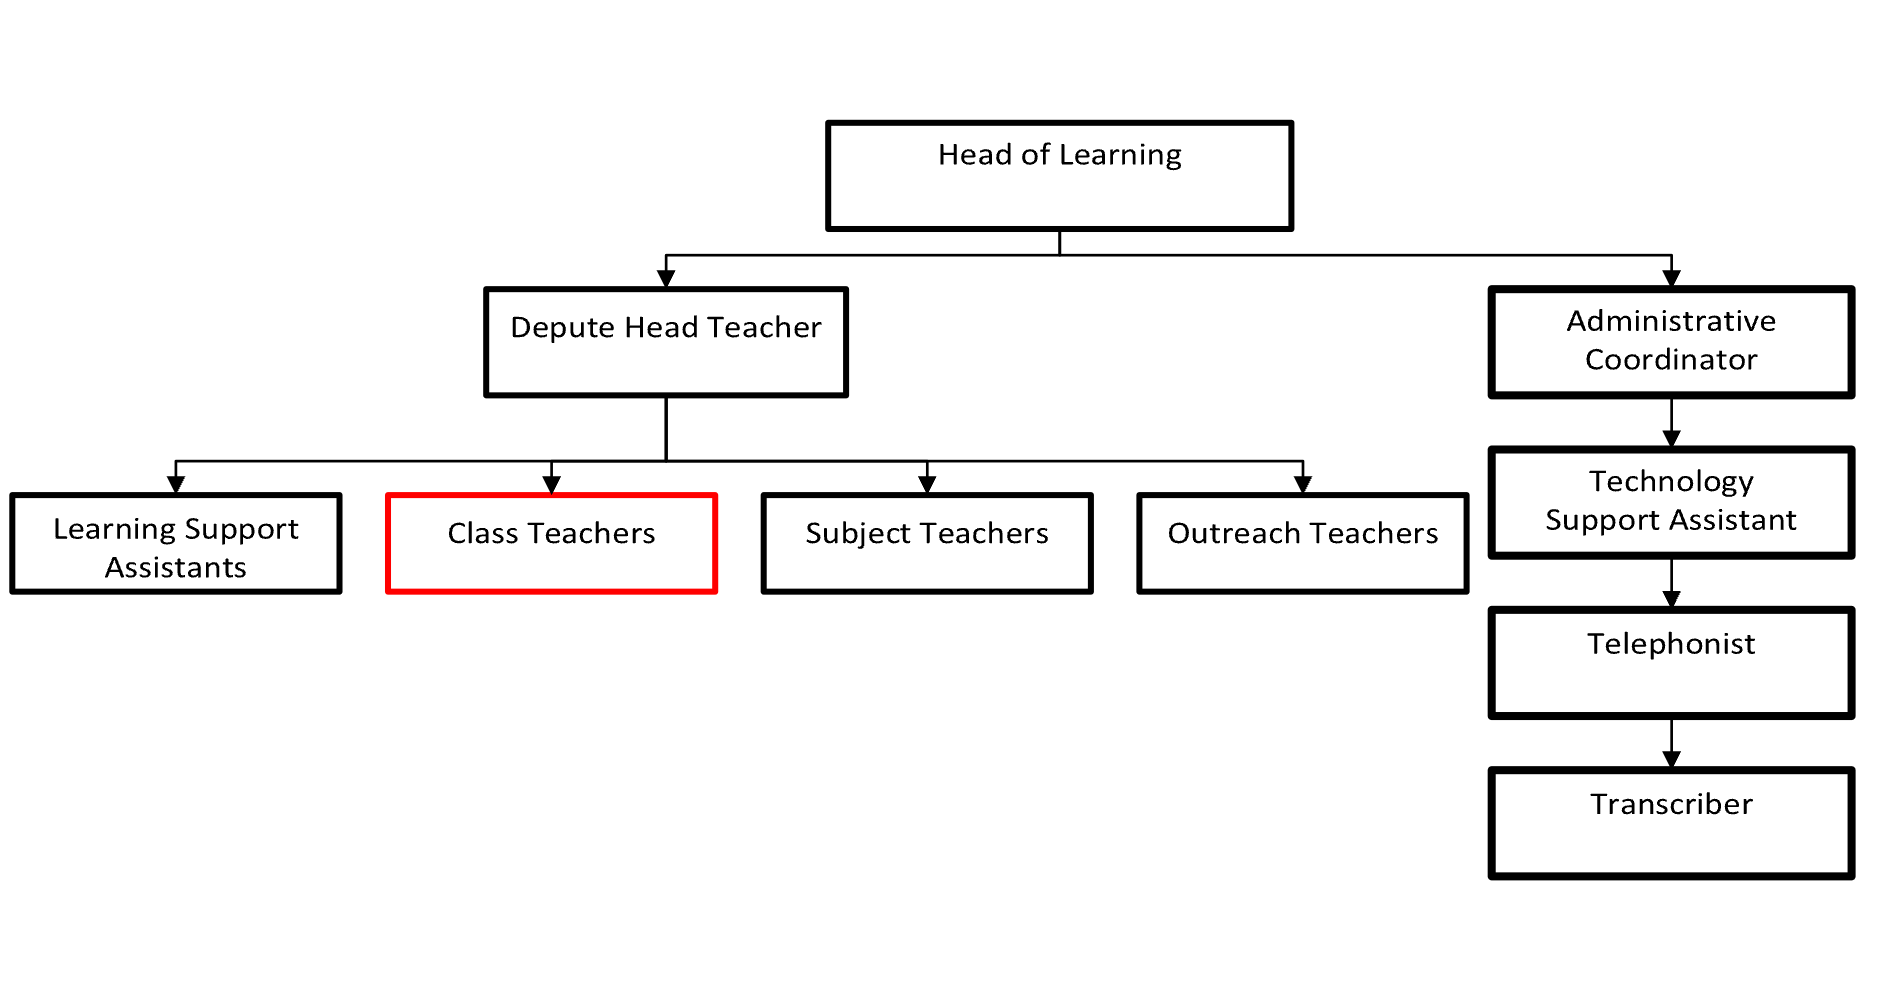 Head of Learning
Depute Head Teacher
Administrative
Coordinator
Learning Support
Assistants
Class Teachers
Subject Teachers
Outreach Teachers
Technology
Support Assistant
Telephonist
Transcriber